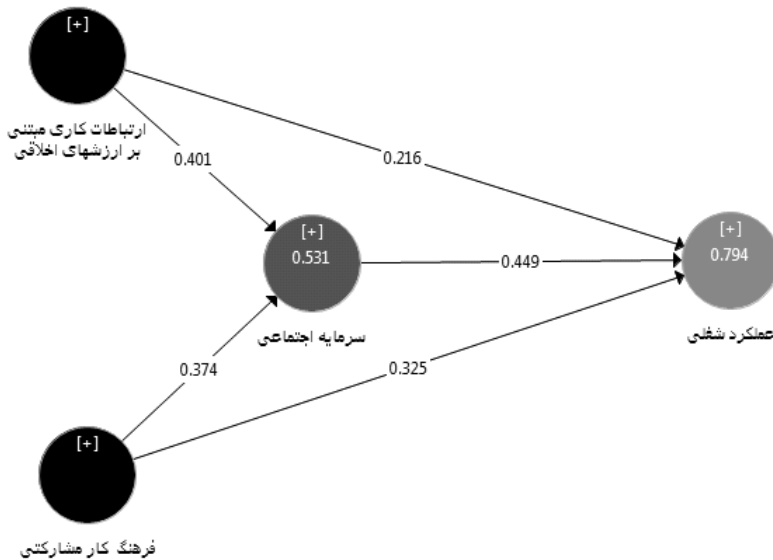 [+]
ارتباطات کاری مبتنی
بر ارزشهای اخلاقی
0.401
0.216
[+]
0.531
سرمایه اجتماعی
0.449
[+]
0.794
عملکرد شغلی
0.374
0.325
[+]
فرهنگ کار مشارکتی